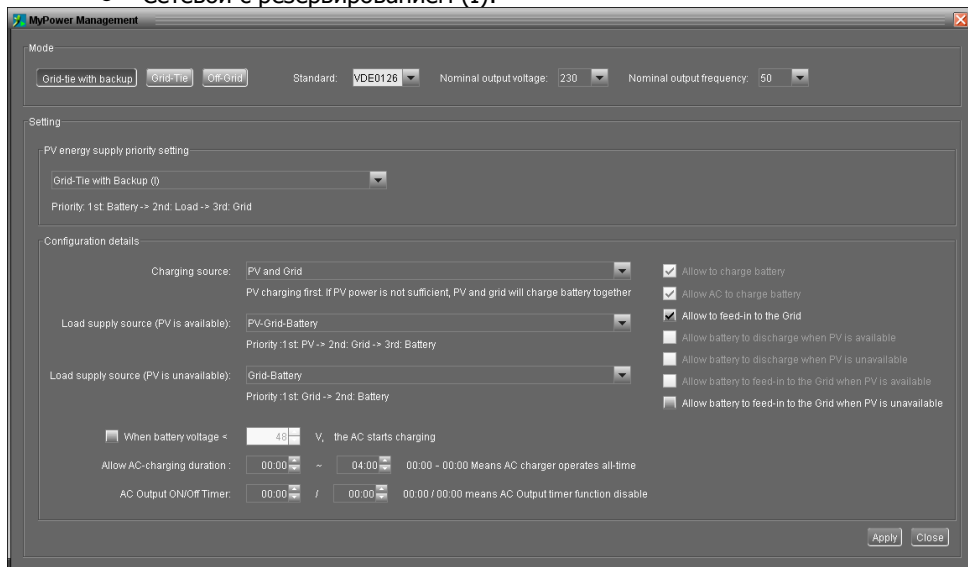 Сетевой с резервированием (I).
MyPower Management
Mode
Grid-tie with backup Grid-Tie Off-Grid Standard: VDE0126 Nominal output voltage: 230 Nominal output frequency: 50
Setting
PV energy supply priority setting
Grid-Tie with Backup (I)
Priority: 1st: Battery -> 2nd: Load -> 3rd: Grid
Configuration details
Charging source: PV and Grid
PV charging first. If PV power is not sufficient, PV and grid will charge battery together
Load supply source (PV is available): PV-Grid-Battery
Priority :1st: PV -> 2nd: Grid -> 3rd: Battery
Load supply source (PV is unavailable): Grid-Battery
Priority :1st: Grid -> 2nd: Battery
Allow to charge battery
Allow AC to charge battery
Allow to feed-in to the Grid
Allow battery to discharge when PV is available
Allow battery to discharge when PV is unavailable
Allow battery to feed-in to the Grid when PV is available
Allow battery to feed-in to the Grid when PV is unavailable
When battery voltage < 48 V, the AC starts charging
Allow AC-charging duration : 00:00 ~ 04:00 00:00 - 00:00 Means AC charger operates all-time
AC Output ON/Off Timer: 00:00 / 00:00 00:00 / 00:00 means AC Output timer function disable
Apply Close